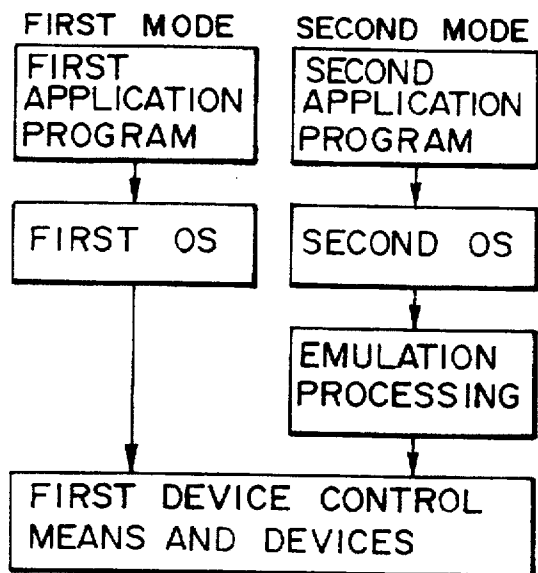 FIRST MODE
FIRST
APPLICATION
PROGRAM
FIRST OS
SECOND MODE
SECOND
APPLICATION
PROGRAM
SECOND OS
EMULATION
PROCESSING
FIRST DEVICE CONTROL
MEANS AND DEVICES